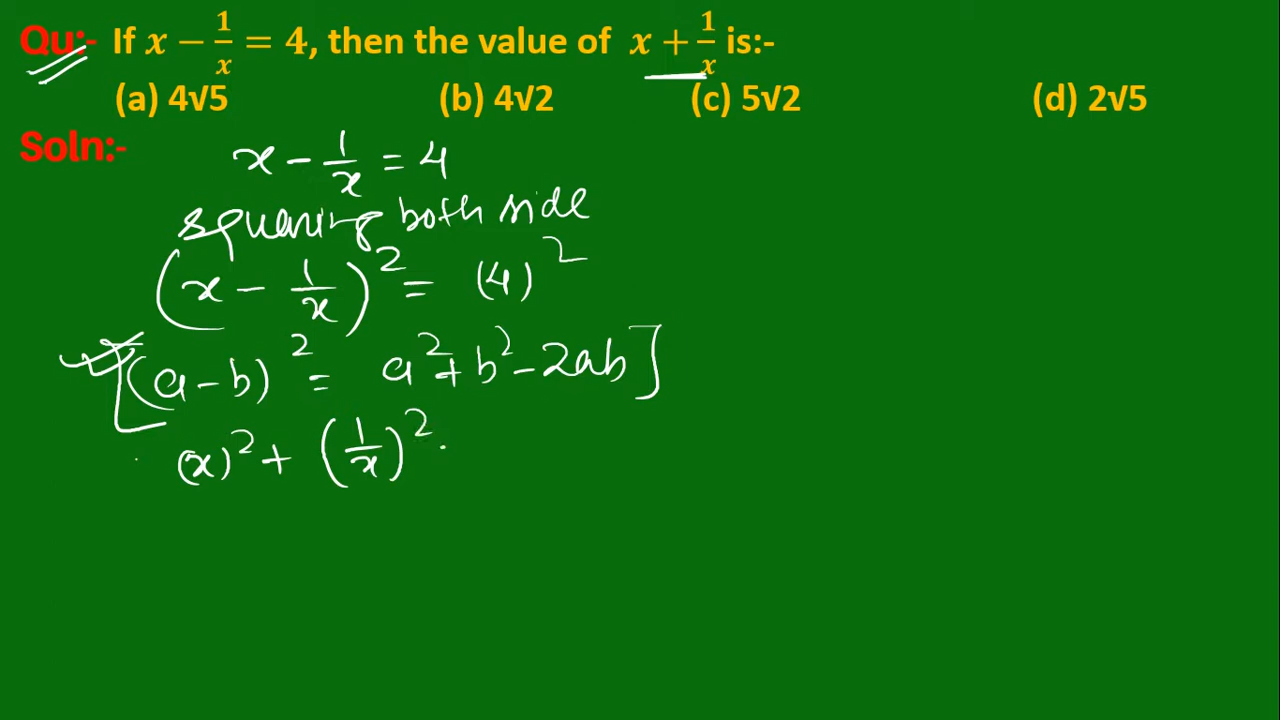 Qu:- If x − 1/x = 4, then the value of x + 1/x is:-
(a) 4√5 (b) 4√2 (c) 5√2 (d) 2√5
Soln:-
x − 1/x = 4
squaring both side
(x − 1/x)² = (4)²
[(a − b)² = a² + b² − 2ab]
(x)² + (1/x)²